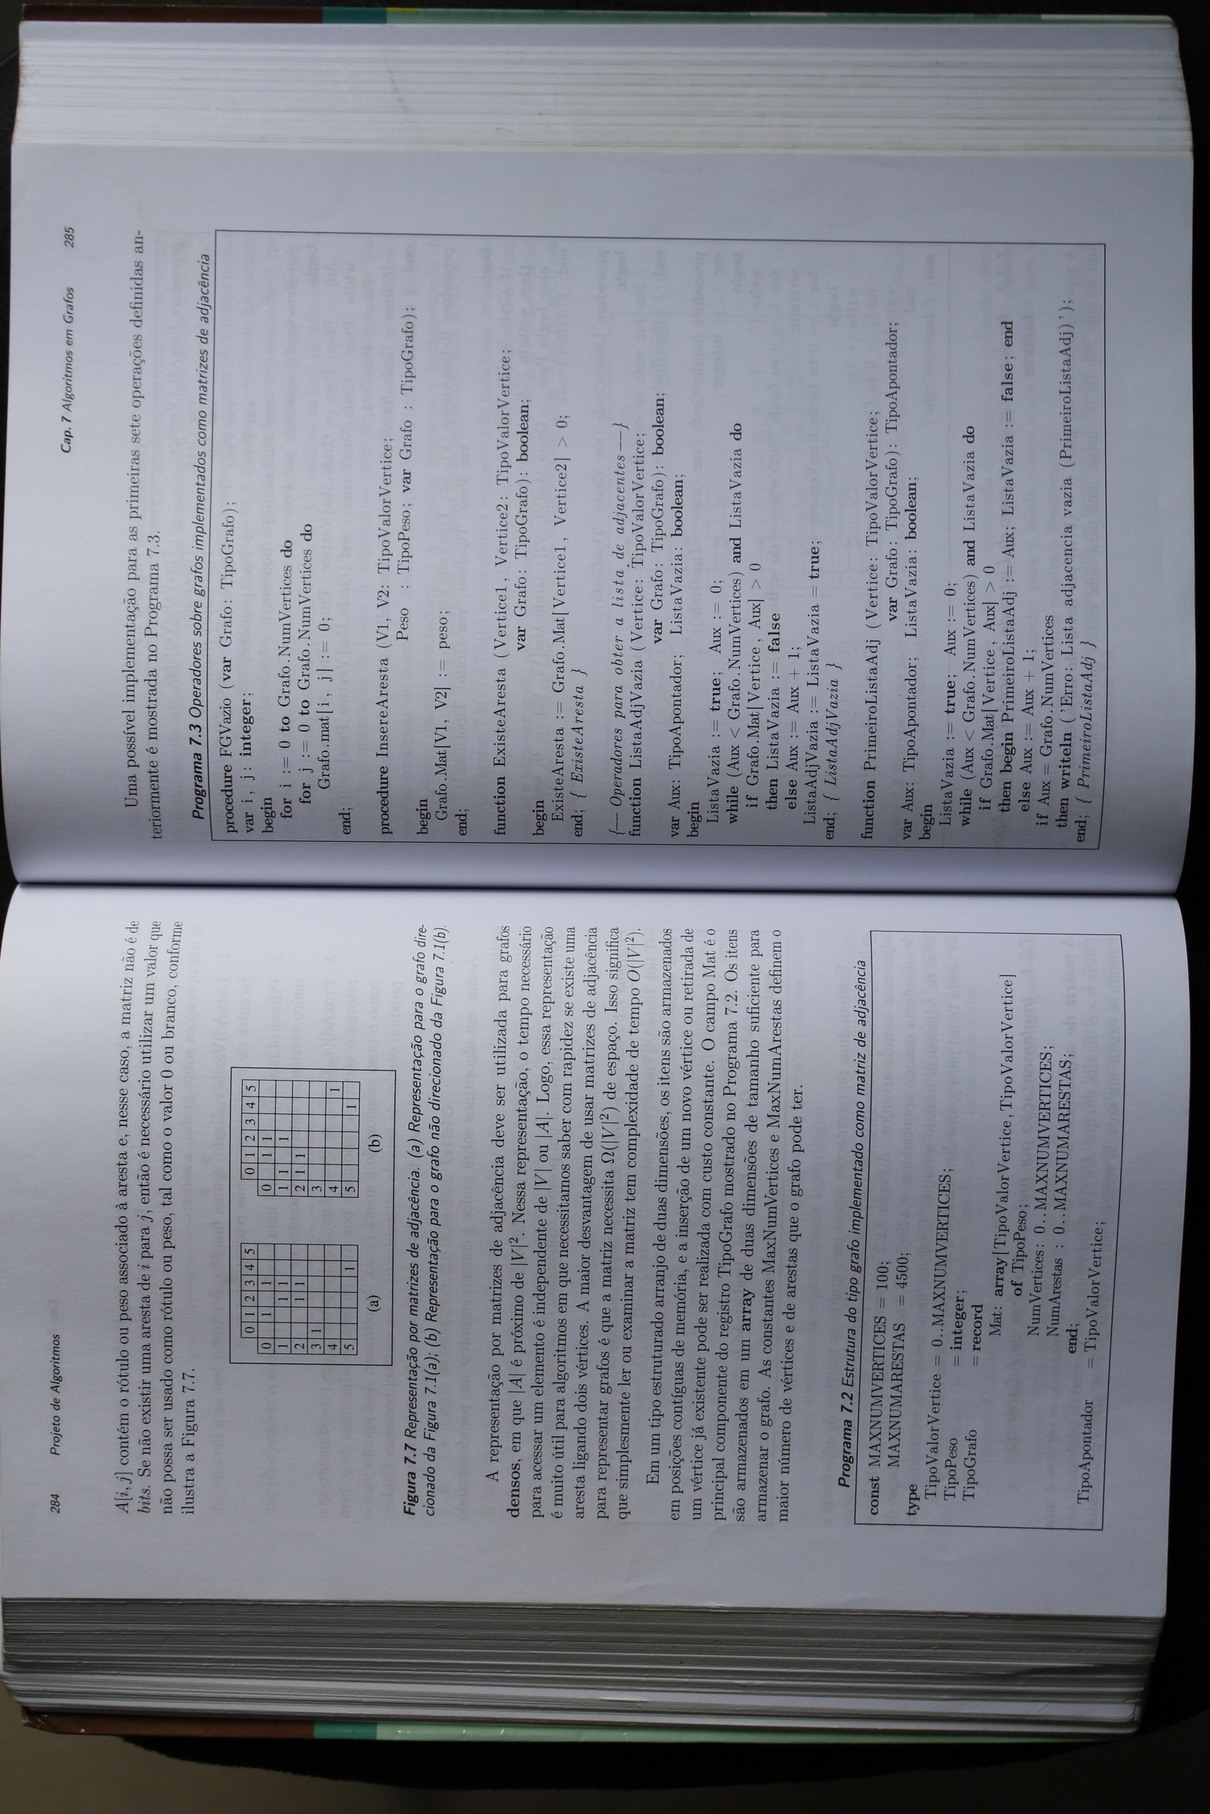 284 Projeto de Algoritmos
A[i, j] contém o rótulo ou peso associado à aresta e, nesse caso, a matriz não é de
bits. Se não existir uma aresta de i para j, então é necessário utilizar um valor que
não possa ser usado como rótulo ou peso, tal como o valor 0 ou branco, conforme
ilustra a Figura 7.7.
0 1 2 3 4 5
0 1 1
1 1 1
2 1 1
3 1
4
5 1
(a)
0 1 2 3 4 5
0 1 1
1 1 1
2 1 1
3
4 1
5 1
(b)
Figura 7.7 Representação por matrizes de adjacência. (a) Representação para o grafo dire-
cionado da Figura 7.1(a); (b) Representação para o grafo não direcionado da Figura 7.1(b).
A representação por matrizes de adjacência deve ser utilizada para grafos
densos, em que |A| é próximo de |V|². Nessa representação, o tempo necessário
para acessar um elemento é independente de |V| ou |A|. Logo, essa representação
é muito útil para algoritmos em que necessitamos saber com rapidez se existe uma
aresta ligando dois vértices. A maior desvantagem de usar matrizes de adjacência
para representar grafos é que a matriz necessita Ω(|V|²) de espaço. Isso significa
que simplesmente ler ou examinar a matriz tem complexidade de tempo O(|V|²).
Em um tipo estruturado arranjo de duas dimensões, os itens são armazenados
em posições contíguas de memória, e a inserção de um novo vértice ou retirada de
um vértice já existente pode ser realizada com custo constante. O campo Mat é o
principal componente do registro TipoGrafo mostrado no Programa 7.2. Os itens
são armazenados em um array de duas dimensões de tamanho suficiente para
armazenar o grafo. As constantes MaxNumVertices e MaxNumArestas definem o
maior número de vértices e de arestas que o grafo pode ter.
Programa 7.2 Estrutura do tipo grafo implementado como matriz de adjacência
const MAXNUMVERTICES = 100;
MAXNUMARESTAS = 4500;
type
TipoValorVertice = 0..MAXNUMVERTICES;
TipoPeso = integer;
TipoGrafo = record
Mat: array[TipoValorVertice, TipoValorVertice]
of TipoPeso;
NumVertices: 0..MAXNUMVERTICES;
NumArestas : 0..MAXNUMARESTAS;
end;
TipoApontador = TipoValorVertice;
Cap. 7 Algoritmos em Grafos 285
Uma possível implementação para as primeiras sete operações definidas an-
teriormente é mostrada no Programa 7.3.
Programa 7.3 Operadores sobre grafos implementados como matrizes de adjacência
procedure FGVazio (var Grafo: TipoGrafo);
var i, j: integer;
begin
for i := 0 to Grafo.NumVertices do
for j := 0 to Grafo.NumVertices do
Grafo.mat[i, j] := 0;
end;
procedure InsereAresta (V1, V2: TipoValorVertice;
Peso : TipoPeso; var Grafo : TipoGrafo);
begin
Grafo.Mat[V1, V2] := peso;
end;
function ExisteAresta (Vertice1, Vertice2: TipoValorVertice;
var Grafo: TipoGrafo): boolean;
begin
ExisteAresta := Grafo.Mat[Vertice1, Vertice2] > 0;
end; { ExisteAresta }
{-- Operadores para obter a lista de adjacentes --}
function ListaAdjVazia (Vertice: TipoValorVertice;
var Grafo: TipoGrafo): boolean;
var Aux: TipoApontador; ListaVazia: boolean;
begin
ListaVazia := true; Aux := 0;
while (Aux < Grafo.NumVertices) and ListaVazia do
if Grafo.Mat[Vertice, Aux] > 0
then ListaVazia := false
else Aux := Aux + 1;
ListaAdjVazia := ListaVazia = true;
end; { ListaAdjVazia }
function PrimeiroListaAdj (Vertice: TipoValorVertice;
var Grafo: TipoGrafo): TipoApontador;
var Aux: TipoApontador; ListaVazia: boolean;
begin
ListaVazia := true; Aux := 0;
while (Aux < Grafo.NumVertices) and ListaVazia do
if Grafo.Mat[Vertice, Aux] > 0
then begin PrimeiroListaAdj := Aux; ListaVazia := false; end
else Aux := Aux + 1;
if Aux = Grafo.NumVertices
then writeln ('Erro: Lista adjacencia vazia (PrimeiroListaAdj)');
end; { PrimeiroListaAdj }